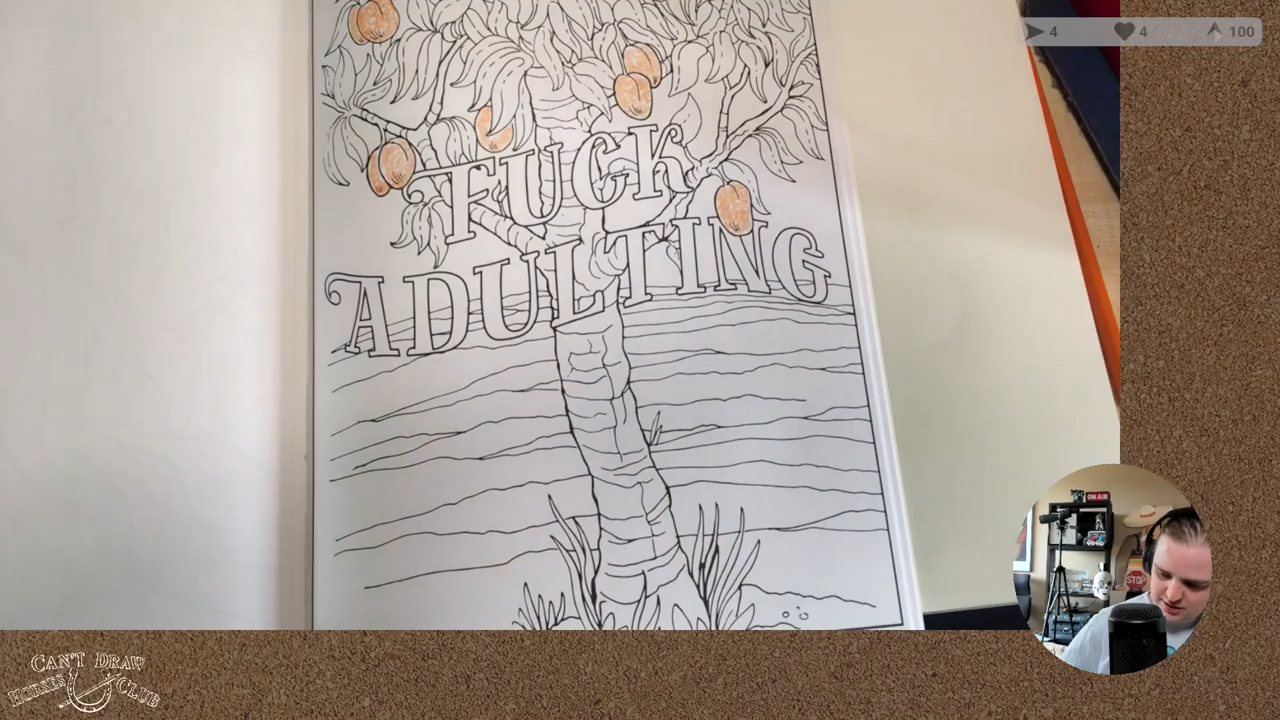 4
4
100
FUCK
ADULTING
ON AIR
STOP
CAN'T DRAW
HORSES CLUB